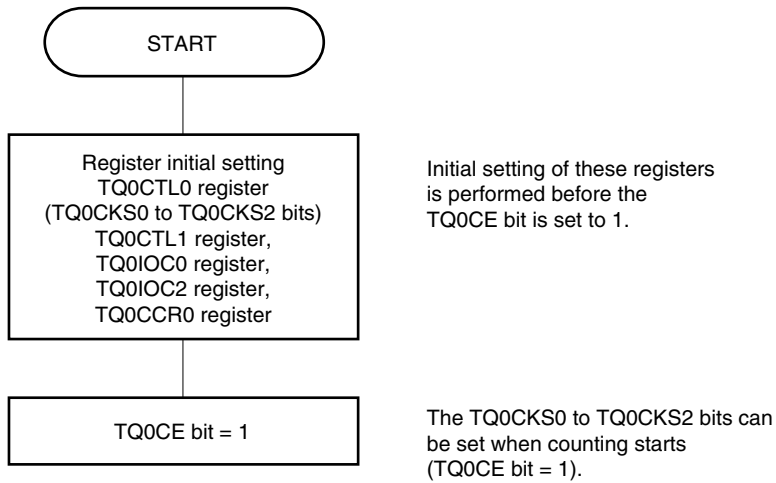 START
Register initial setting
TQ0CTL0 register
(TQ0CKS0 to TQ0CKS2 bits)
TQ0CTL1 register,
TQ0IOC0 register,
TQ0IOC2 register,
TQ0CCR0 register
Initial setting of these registers
is performed before the
TQ0CE bit is set to 1.
TQ0CE bit = 1
The TQ0CKS0 to TQ0CKS2 bits can
be set when counting starts
(TQ0CE bit = 1).